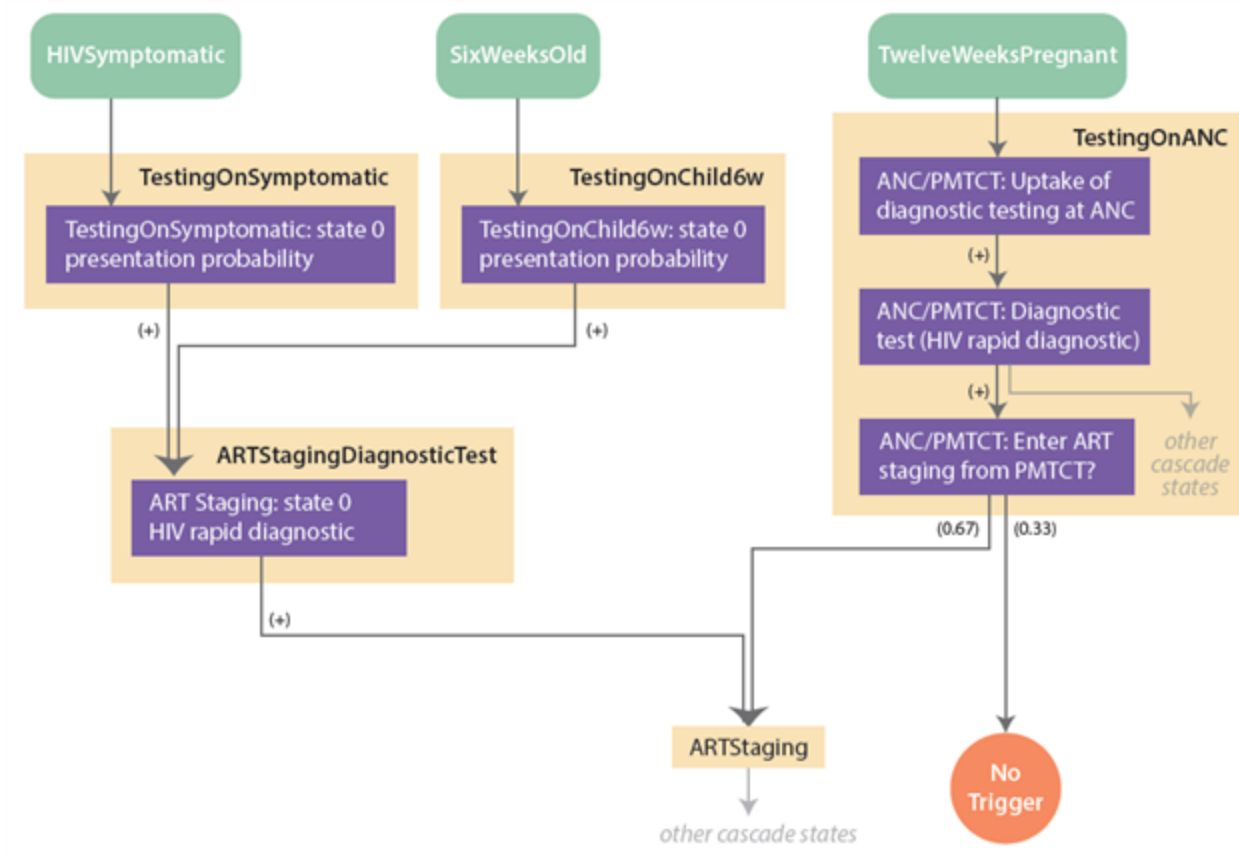 HIVSymptomatic
SixWeeksOld
TwelveWeeksPregnant
TestingOnSymptomatic
TestingOnSymptomatic: state 0
presentation probability
(+)
TestingOnChild6w
TestingOnChild6w: state 0
presentation probability
(+)
TestingOnANC
ANC/PMTCT: Uptake of
diagnostic testing at ANC
(+)
ANC/PMTCT: Diagnostic
test (HIV rapid diagnostic)
(+)
ANC/PMTCT: Enter ART
staging from PMTCT?
other
cascade
states
(0.67)
(0.33)
ARTStagingDiagnosticTest
ART Staging: state 0
HIV rapid diagnostic
(+)
ARTStaging
other cascade states
No
Trigger